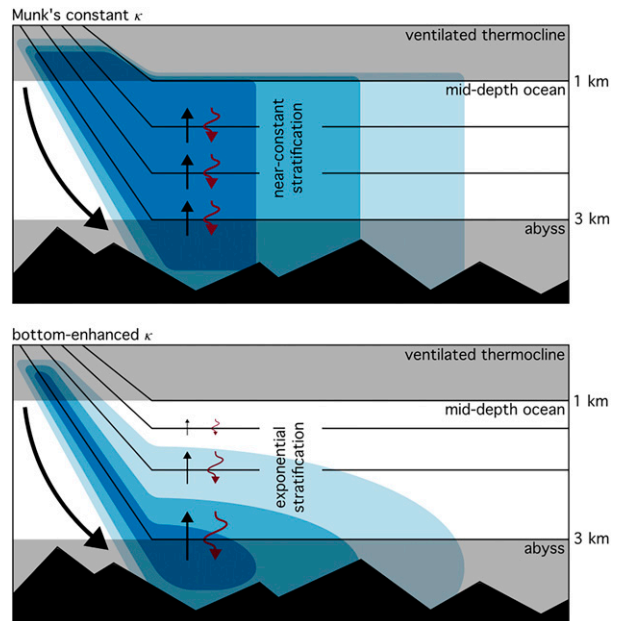 Munk's constant κ
ventilated thermocline
1 km
mid-depth ocean
near-constant
stratification
3 km
abyss
bottom-enhanced κ
ventilated thermocline
1 km
mid-depth ocean
exponential
stratification
3 km
abyss